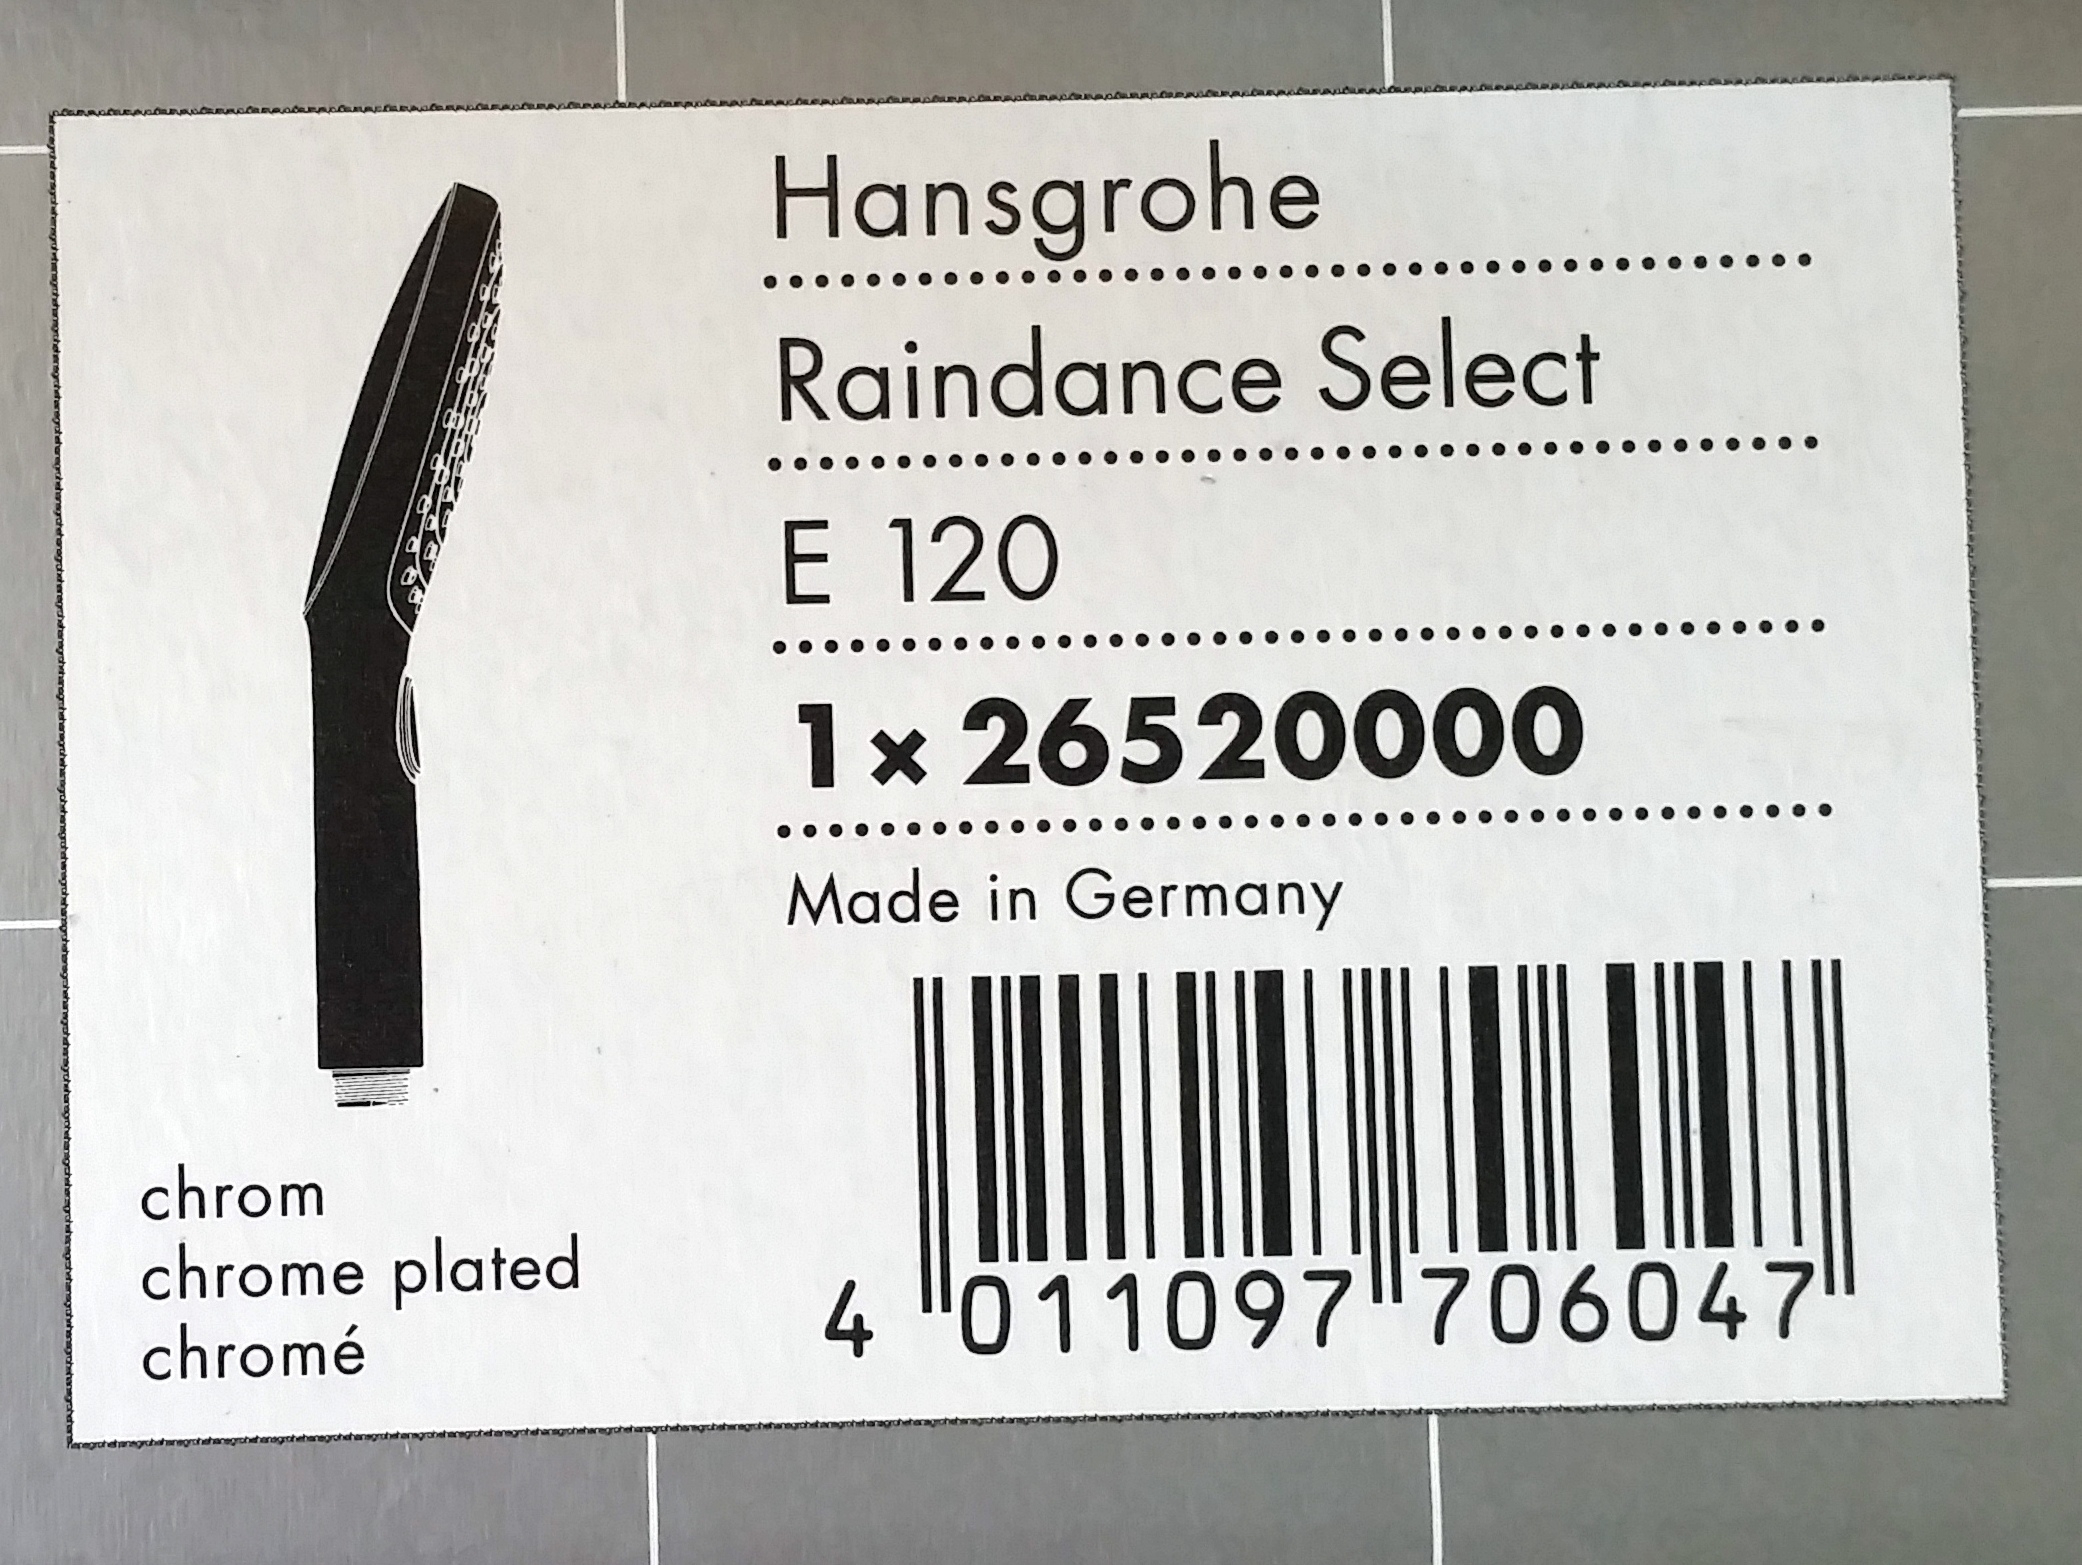 Hansgrohe
Raindance Select
E 120
1 x 26520000
Made in Germany
chrom
chrome plated
chromé
4 011097 706047